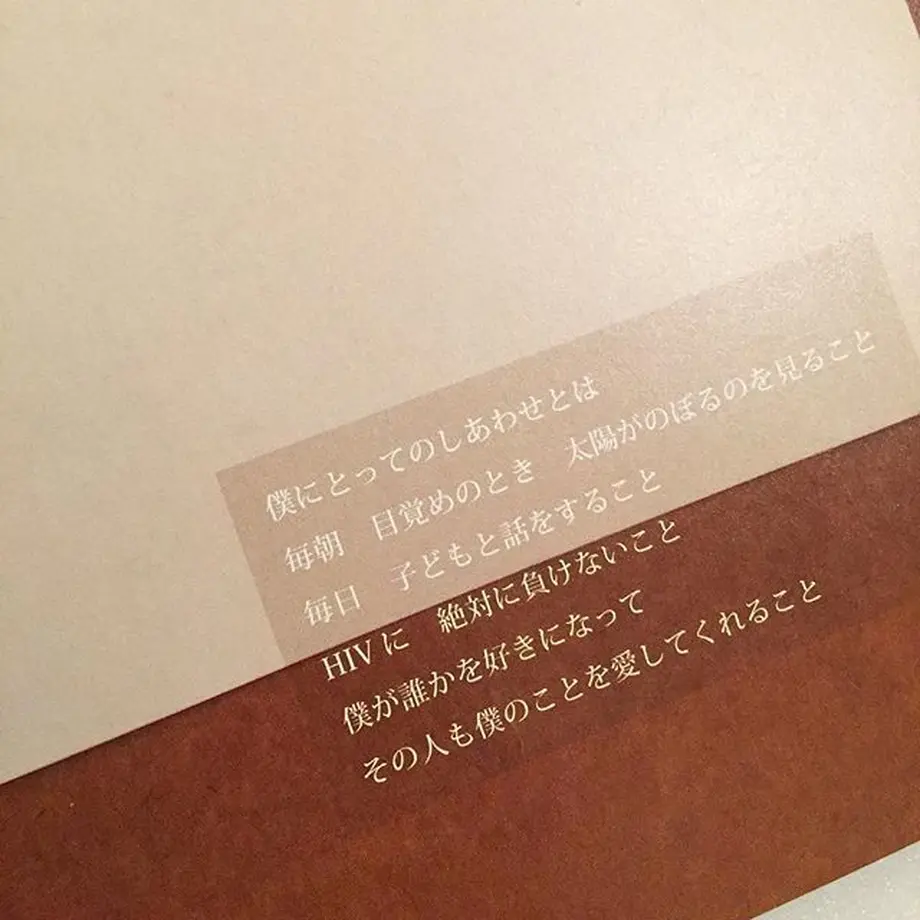 僕にとってのしあわせとは
毎朝　目覚めのとき　太陽がのぼるのを見ること
毎日　子どもと話をすること
HIVに　絶対に負けないこと
僕が誰かを好きになって
その人も僕のことを愛してくれること